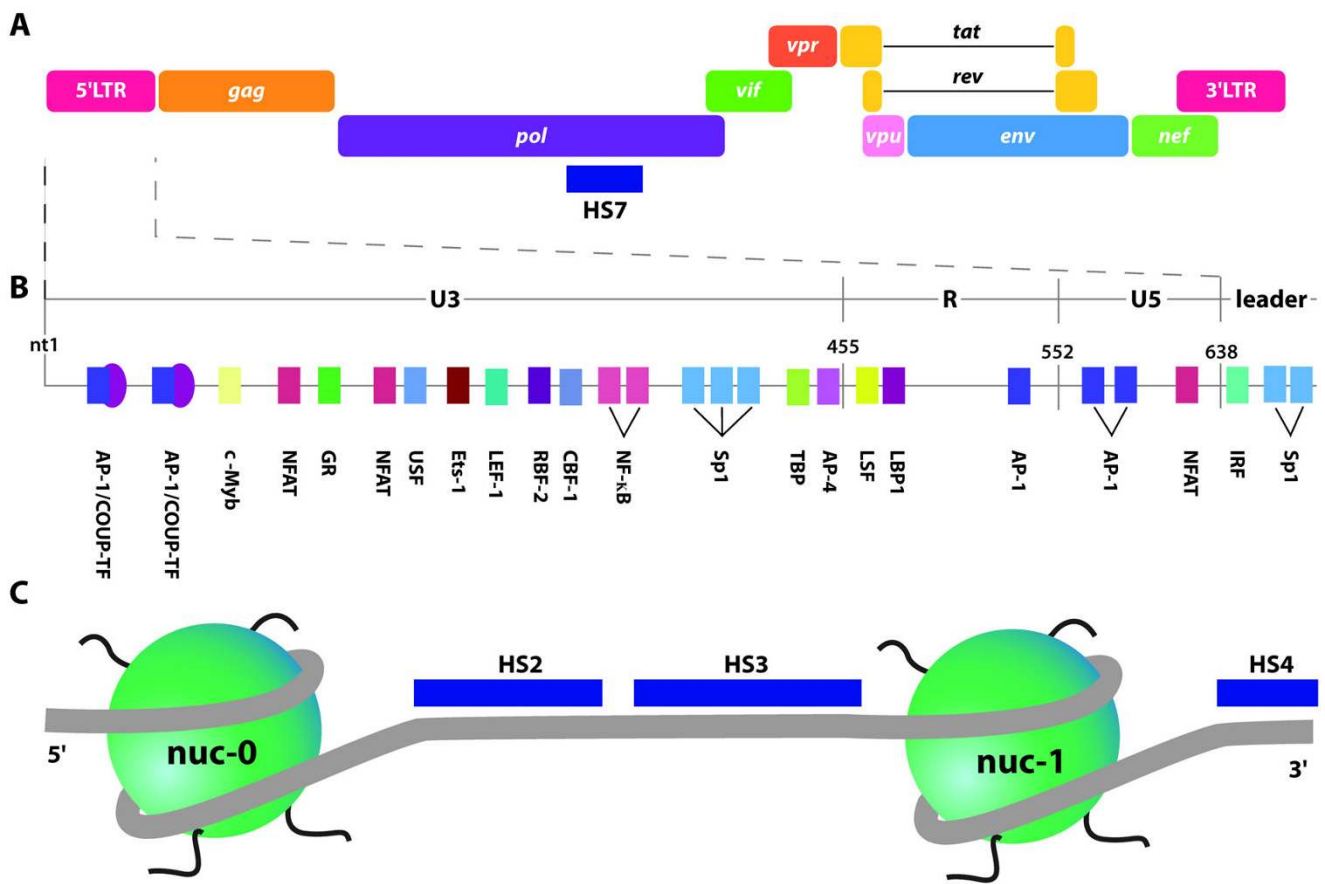 A
vpr
tat
5'LTR
gag
vif
rev
3'LTR
pol
vpu
env
nef
HS7
B
U3
R
U5
leader
nt1
455
552
638
AP-1/COUP-TF
AP-1/COUP-TF
c-Myb
NFAT
GR
NFAT
USF
Ets-1
LEF-1
RBF-2
CBF-1
NF-κB
Sp1
TBP
AP-4
LSF
LBP1
AP-1
AP-1
NFAT
IRF
Sp1
C
HS2
HS3
HS4
nuc-0
nuc-1
5'
3'